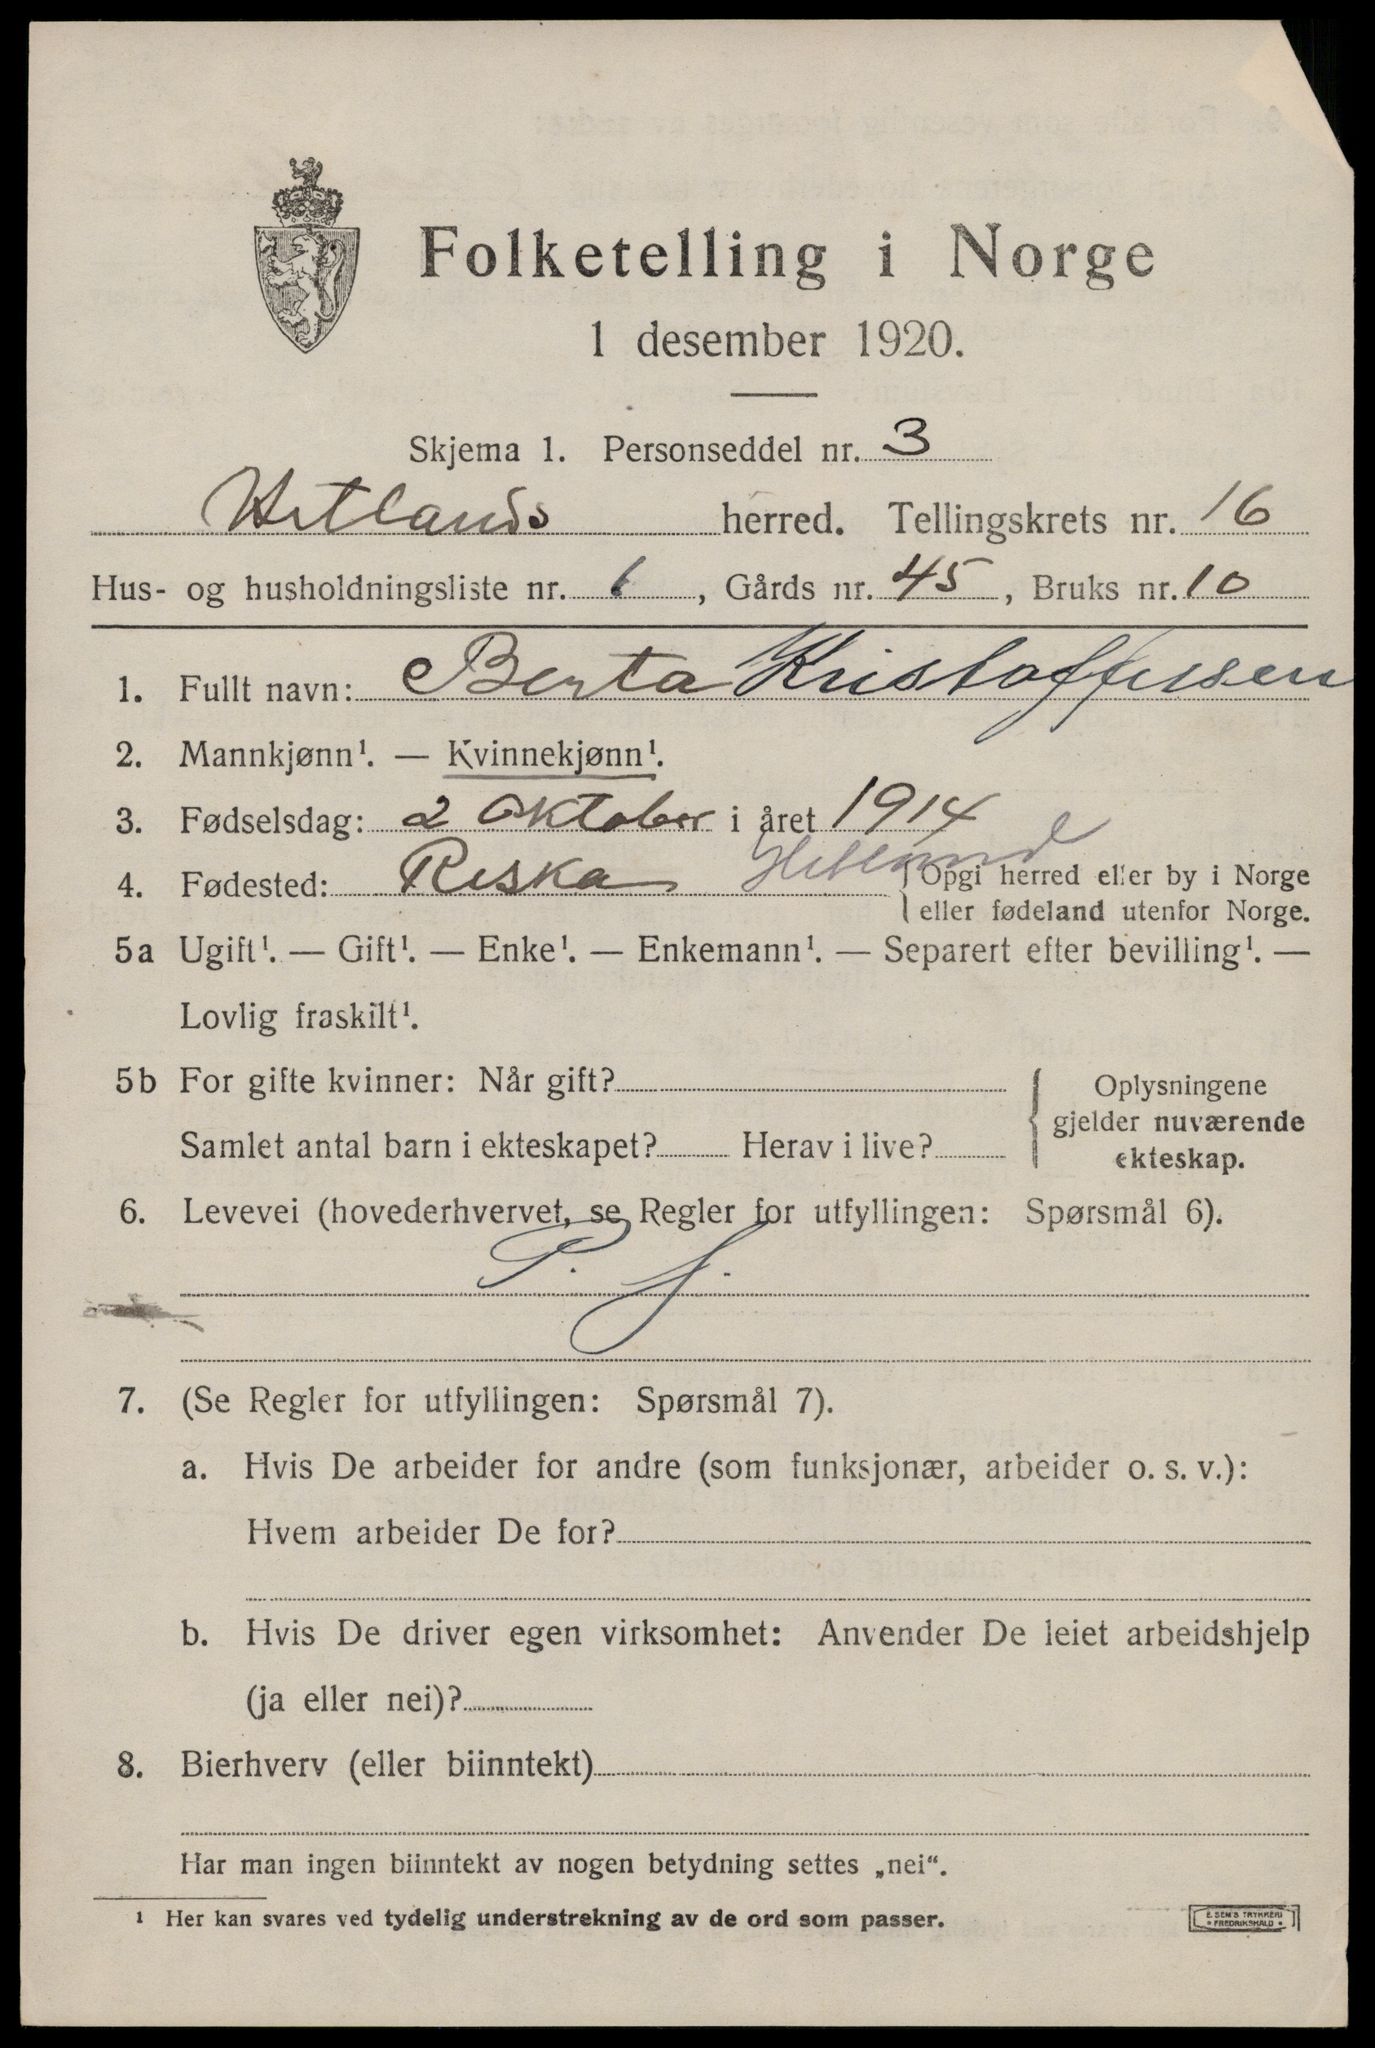 Folketelling i Norge
1 desember 1920.
Skjema 1. Personseddel nr. 3
Hetlands herred. Tellingskrets nr. 16
Hus- og husholdningsliste nr. 1, Gårds nr. 45, Bruks nr. 10
1. Fullt navn: Berta Kristoffersen
2. Mannkjønn¹. — Kvinnekjønn¹.
3. Fødselsdag: 2 Oktober i året 1914
4. Fødested: Riska Hetland { Opgi herred eller by i Norge
eller fødeland utenfor Norge.
5a Ugift¹. — Gift¹. — Enke¹. — Enkemann¹. — Separert efter bevilling¹. —
Lovlig fraskilt¹.
5b For gifte kvinner: Når gift?
Samlet antal barn i ekteskapet? Herav i live?
{ Oplysningene
gjelder nuværende
ekteskap.
6. Levevei (hovederhvervet, se Regler for utfyllingen: Spørsmål 6).
7. (Se Regler for utfyllingen: Spørsmål 7).
a. Hvis De arbeider for andre (som funksjonær, arbeider o. s. v.):
Hvem arbeider De for?
b. Hvis De driver egen virksomhet: Anvender De leiet arbeidshjelp
(ja eller nei)?
8. Bierhverv (eller biinntekt)
Har man ingen biinntekt av nogen betydning settes „nei“.
¹ Her kan svares ved tydelig understrekning av de ord som passer.
E. SEM'S TRYKKERI
• FREDRIKSHALD •